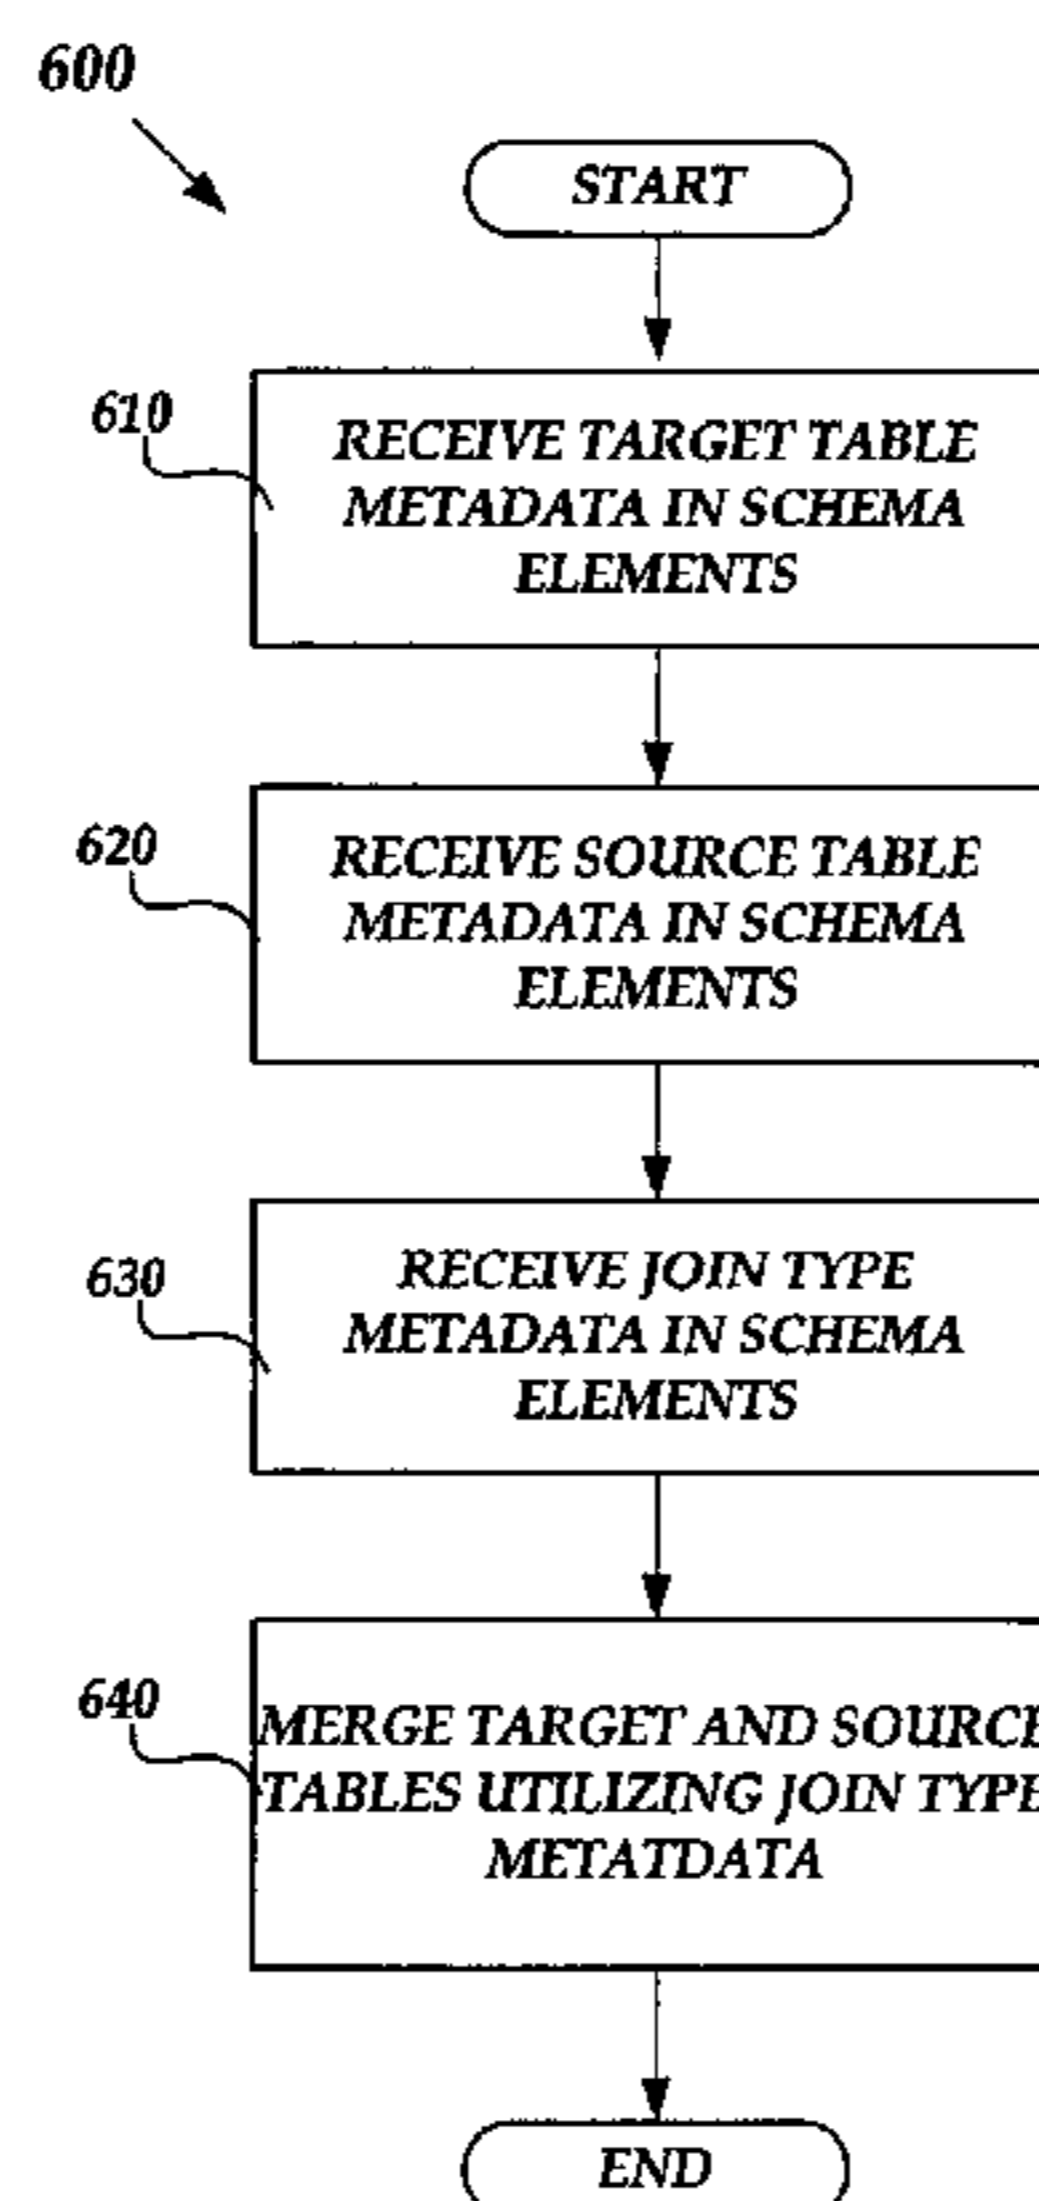 600
START
610
RECEIVE TARGET TABLE
METADATA IN SCHEMA
ELEMENTS
620
RECEIVE SOURCE TABLE
METADATA IN SCHEMA
ELEMENTS
630
RECEIVE JOIN TYPE
METADATA IN SCHEMA
ELEMENTS
640
MERGE TARGET AND SOURCE
TABLES UTILIZING JOIN TYPE
METATDATA
END